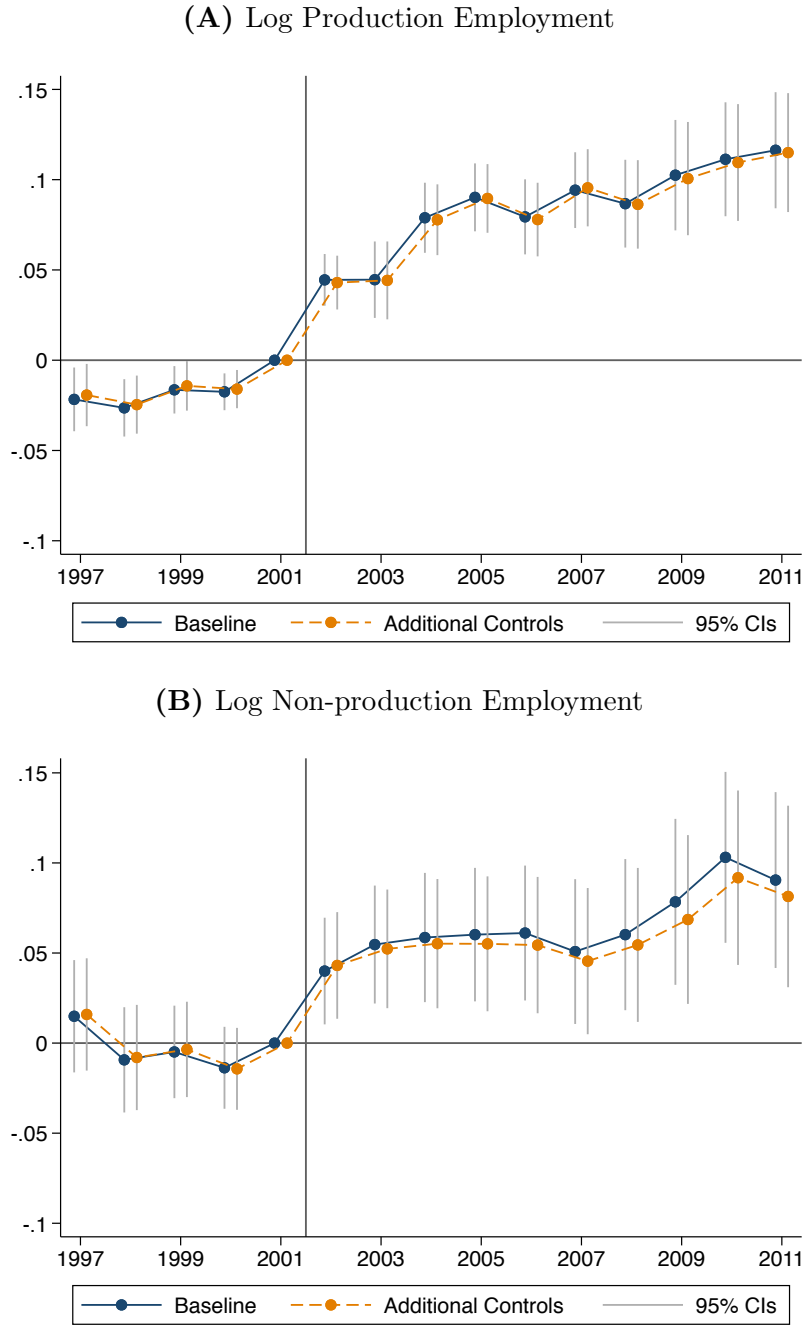 (A) Log Production Employment
.15
.1
.05
0
-.05
-.1
1997 1999 2001 2003 2005 2007 2009 2011
Baseline Additional Controls 95% CIs
(B) Log Non-production Employment
.15
.1
.05
0
-.05
-.1
1997 1999 2001 2003 2005 2007 2009 2011
Baseline Additional Controls 95% CIs